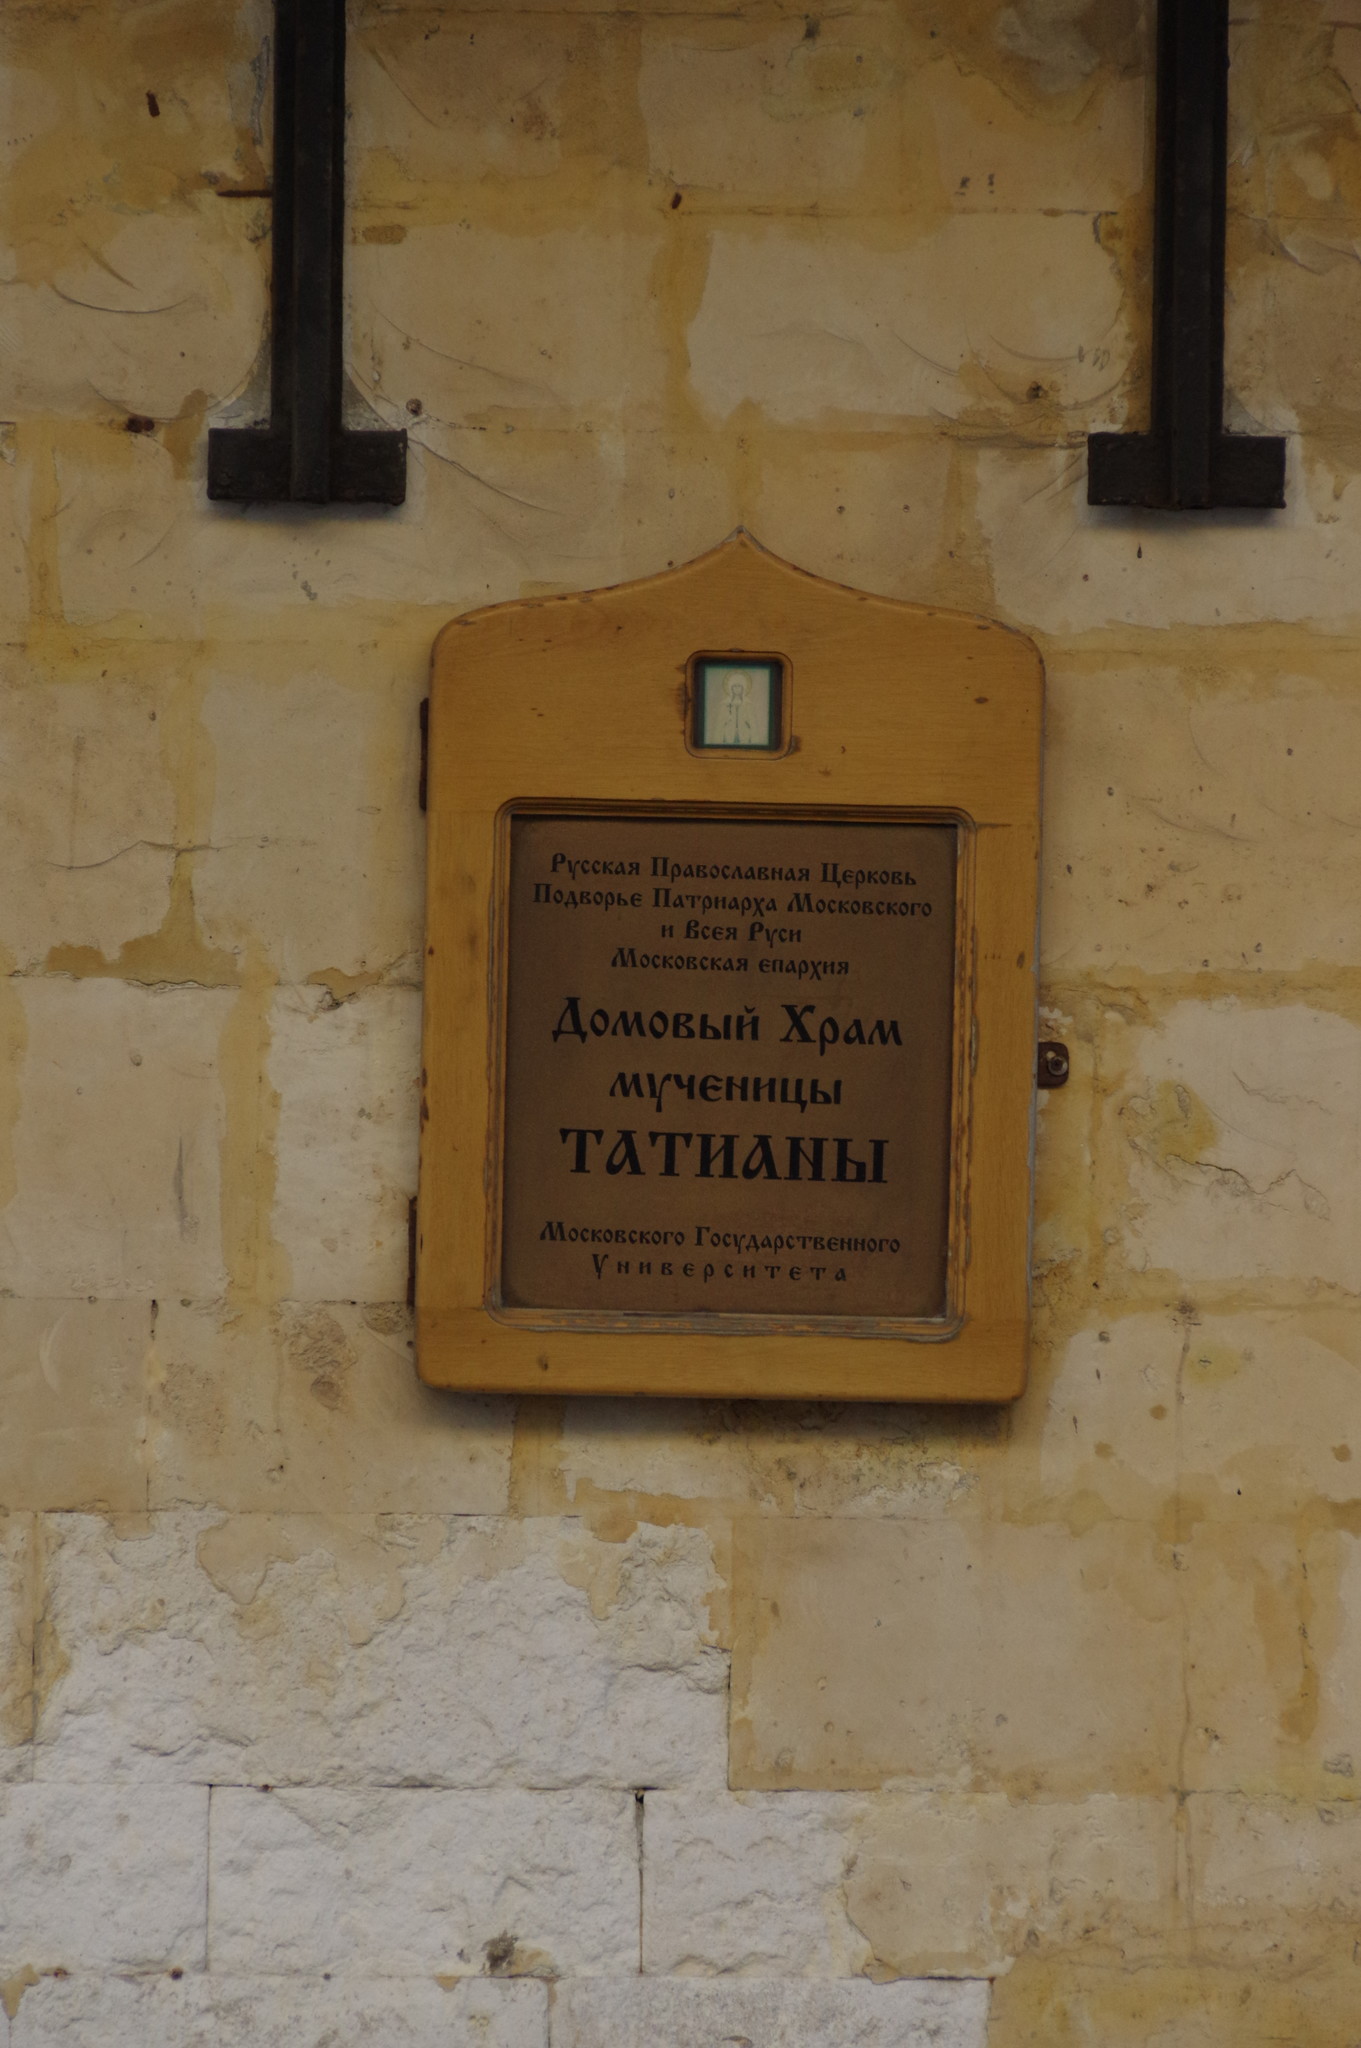 Русская Православная Церковь
Подворье Патриарха Московского
и Всея Руси
Московская епархия
Домовый Храм
мученицы
ТАТИАНЫ
Московского Государственного
Университета